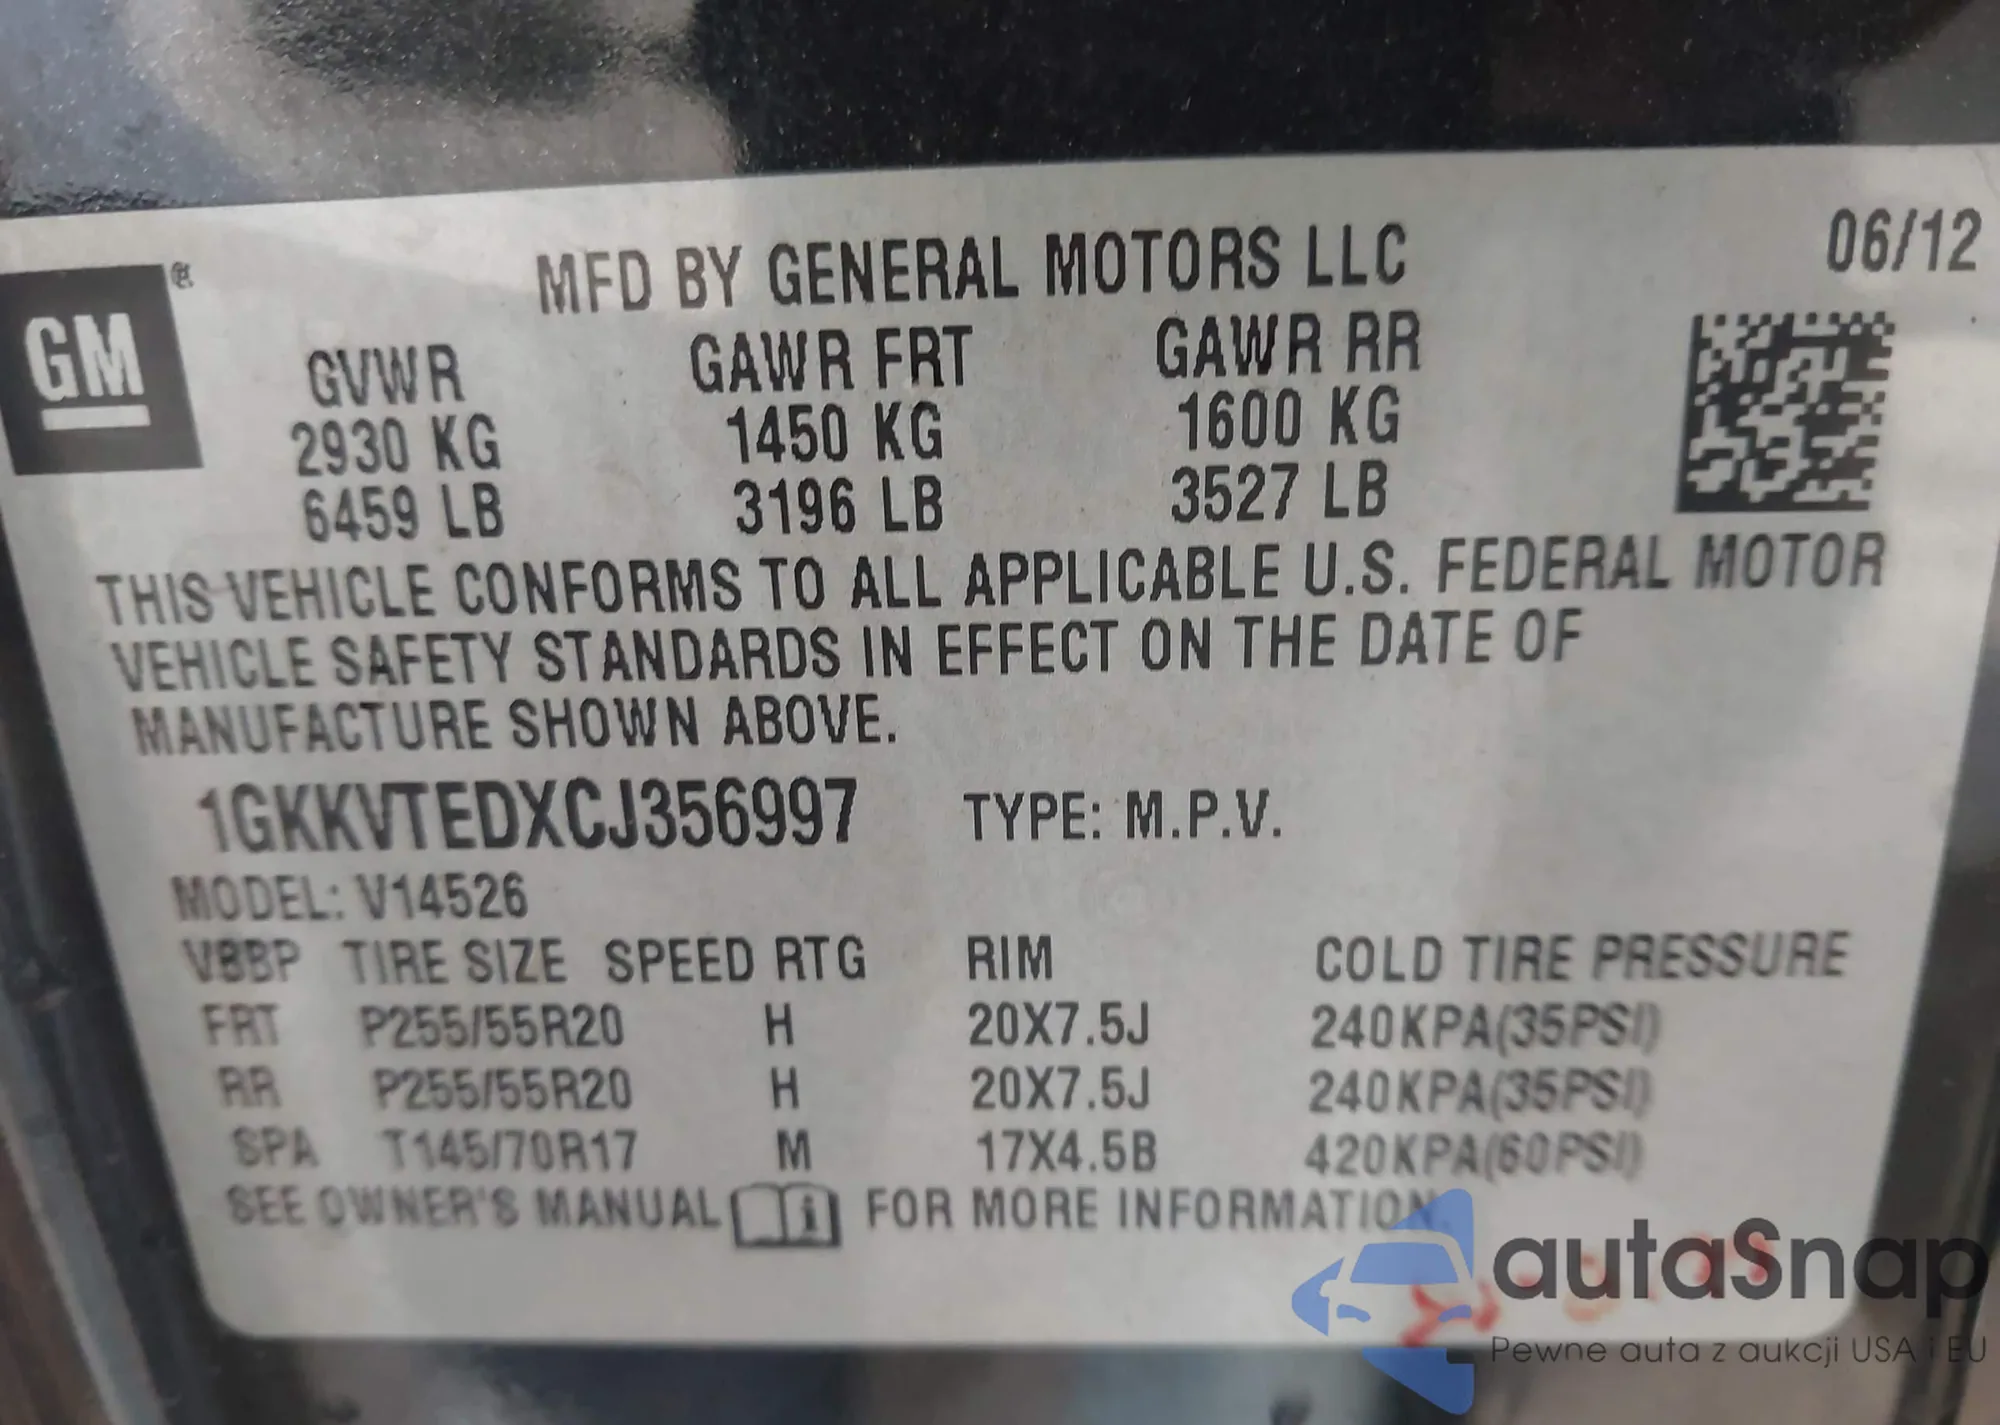 06/12
MFD BY GENERAL MOTORS LLC
GM®
GVWR GAWR FRT GAWR RR
2930 KG 1450 KG 1600 KG
6459 LB 3196 LB 3527 LB
THIS VEHICLE CONFORMS TO ALL APPLICABLE U.S. FEDERAL MOTOR
VEHICLE SAFETY STANDARDS IN EFFECT ON THE DATE OF
MANUFACTURE SHOWN ABOVE.
1GKKVTEDXCJ356997 TYPE: M.P.V.
MODEL: V14526
VBBP TIRE SIZE SPEED RTG RIM COLD TIRE PRESSURE
FRT P255/55R20 H 20X7.5J 240KPA(35PSI)
RR P255/55R20 H 20X7.5J 240KPA(35PSI)
SPA T145/70R17 M 17X4.5B 420KPA(60PSI)
SEE OWNER'S MANUAL i FOR MORE INFORMATION.
autaSnap
Pewne auta z aukcji USA i EU